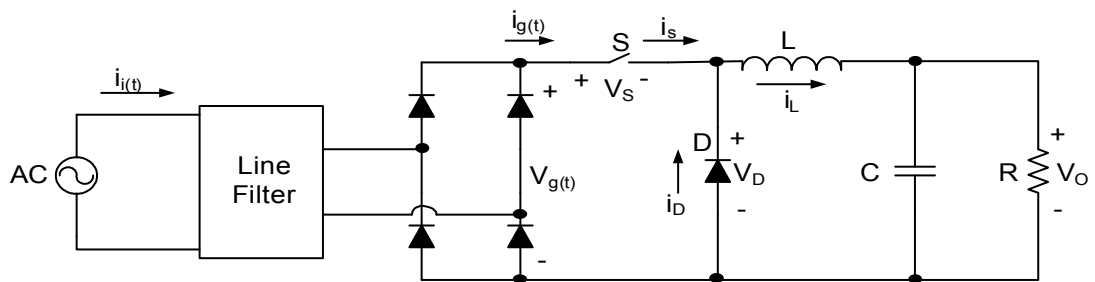 i_i(t)
AC
Line
Filter
i_g(t)
+
V_g(t)
-
S
+ V_S -
i_s
D
+
V_D
-
i_D
L
i_L
C
R
+
V_O
-